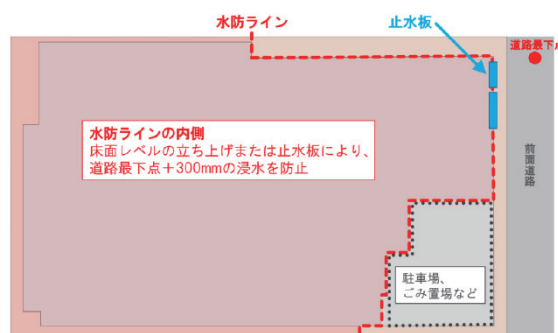 水防ライン
止水板
道路最下点
水防ラインの内側
床面レベルの立ち上げまたは止水板により、
道路最下点＋300mmの浸水を防止
前面道路
駐車場、
ごみ置場など